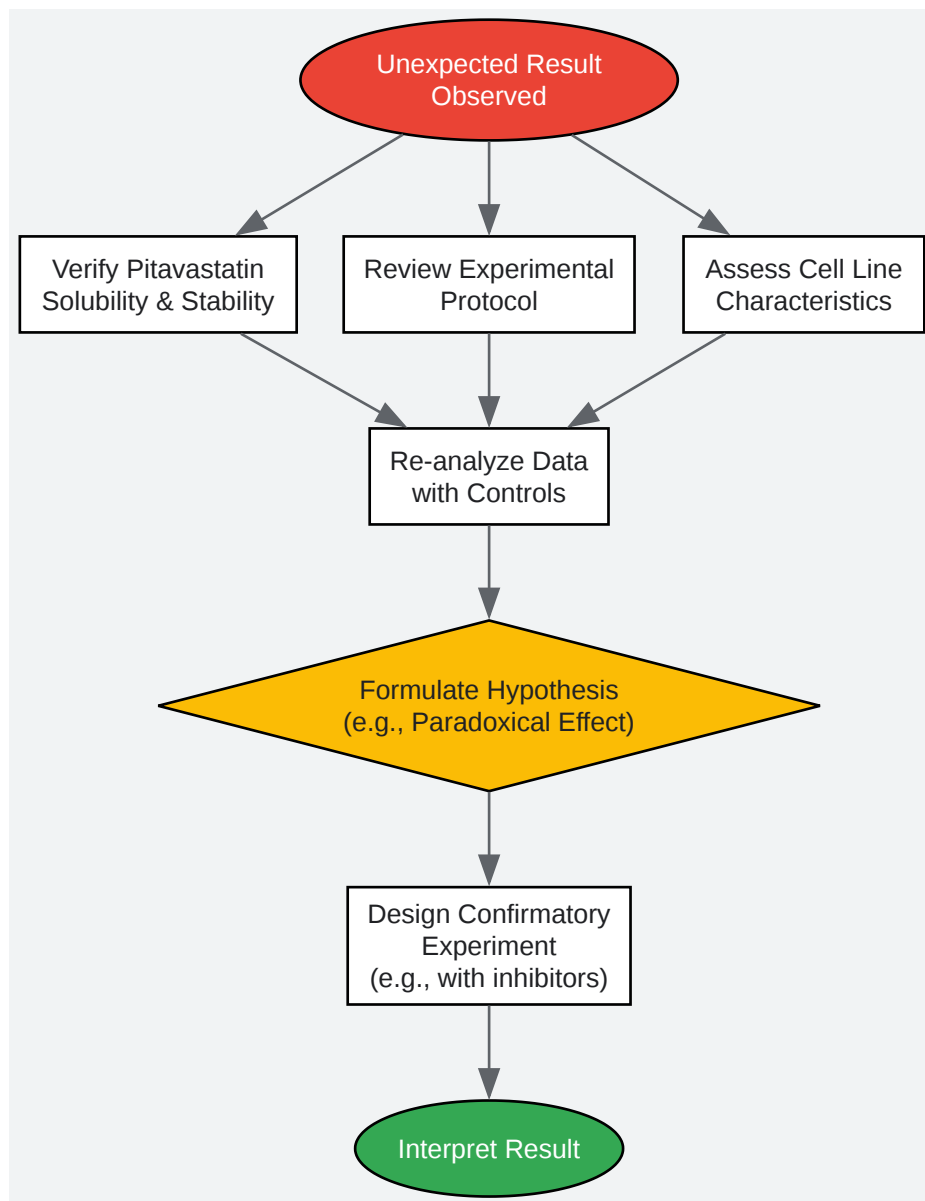 Unexpected Result
Observed
Verify Pitavastatin
Solubility & Stability
Review Experimental
Protocol
Assess Cell Line
Characteristics
Re-analyze Data
with Controls
Formulate Hypothesis
(e.g., Paradoxical Effect)
Design Confirmatory
Experiment
(e.g., with inhibitors)
Interpret Result